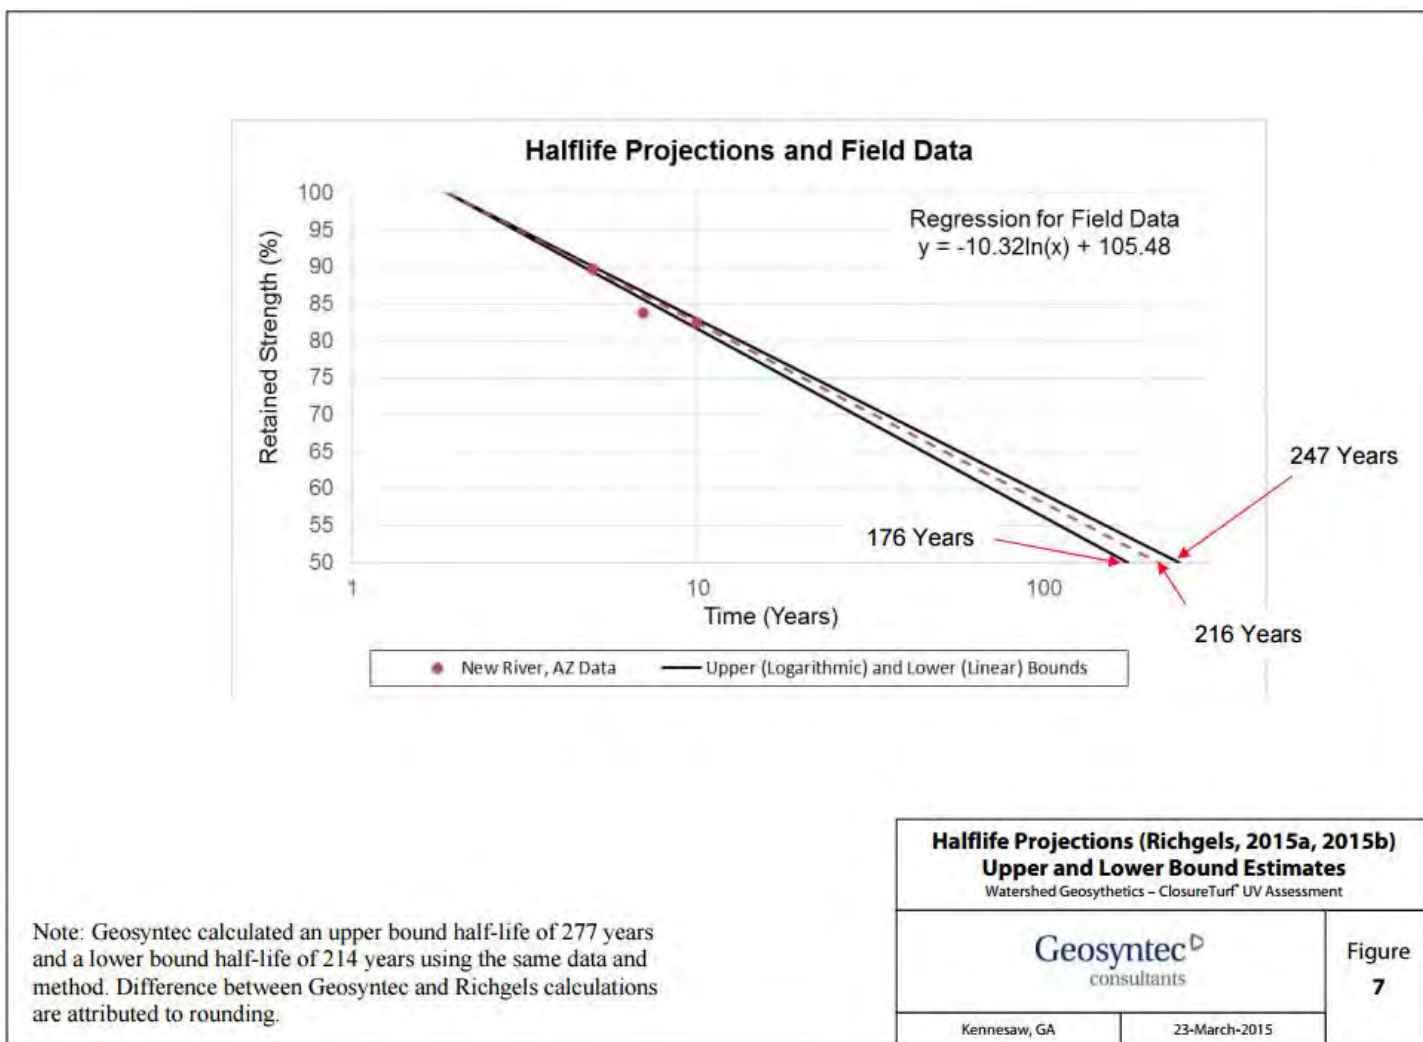 Halflife Projections and Field Data
Regression for Field Data
y = -10.32ln(x) + 105.48
Retained Strength (%)
100
95
90
85
80
75
70
65
60
55
50
247 Years
176 Years
216 Years
1
10
100
Time (Years)
New River, AZ Data
Upper (Logarithmic) and Lower (Linear) Bounds
Halflife Projections (Richgels, 2015a, 2015b)
Upper and Lower Bound Estimates
Watershed Geosythetics – ClosureTurf® UV Assessment
Note: Geosyntec calculated an upper bound half-life of 277 years
and a lower bound half-life of 214 years using the same data and
method. Difference between Geosyntec and Richgels calculations
are attributed to rounding.
Geosyntec
consultants
Figure
7
Kennesaw, GA
23-March-2015